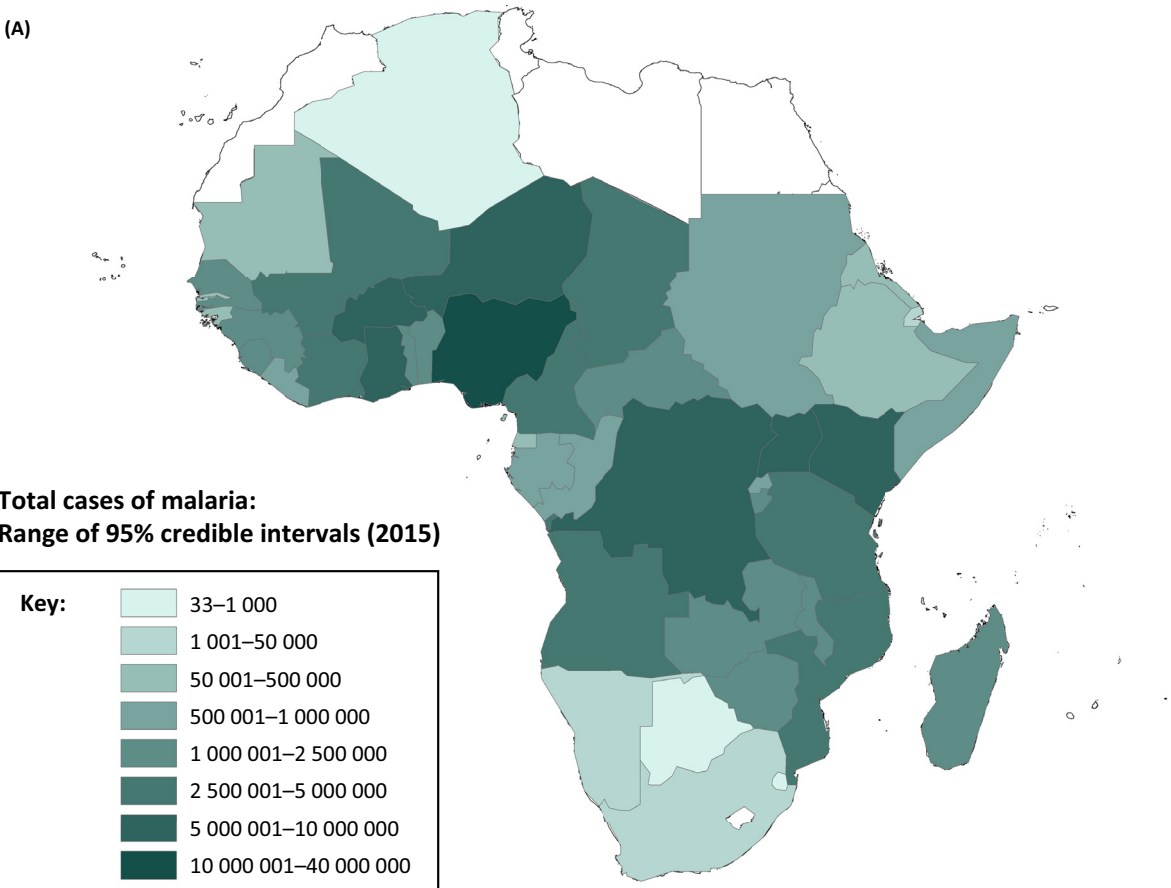 (A)
Total cases of malaria:
Range of 95% credible intervals (2015)
Key:
33–1 000
1 001–50 000
50 001–500 000
500 001–1 000 000
1 000 001–2 500 000
2 500 001–5 000 000
5 000 001–10 000 000
10 000 001–40 000 000